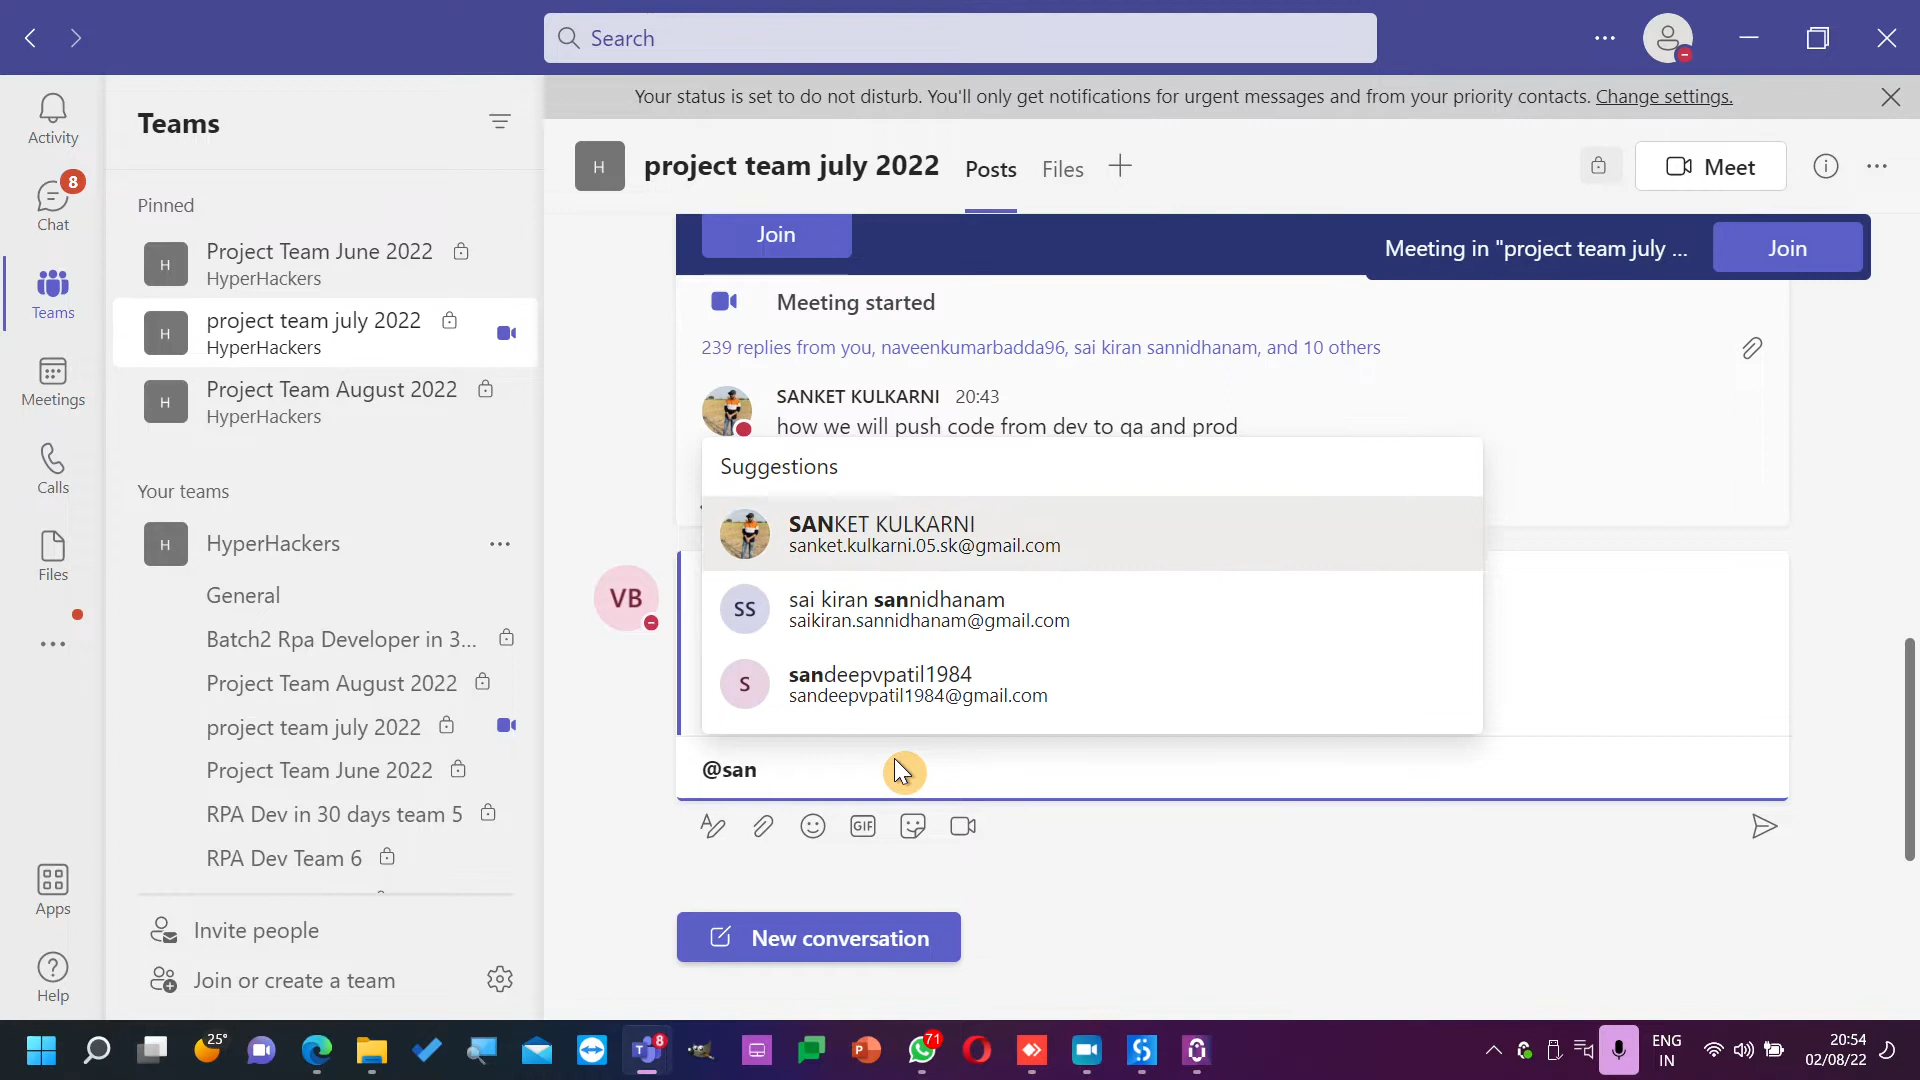 Search
Your status is set to do not disturb. You'll only get notifications for urgent messages and from your priority contacts. Change settings.
Activity
Chat
8
Teams
Meetings
Calls
Files
Apps
Help
Teams
Pinned
H
Project Team June 2022
HyperHackers
H
project team july 2022
HyperHackers
H
Project Team August 2022
HyperHackers
Your teams
H
HyperHackers
General
Batch2 Rpa Developer in 3...
Project Team August 2022
project team july 2022
Project Team June 2022
RPA Dev in 30 days team 5
RPA Dev Team 6
Invite people
Join or create a team
H
project team july 2022
Posts
Files
Meet
Join
Meeting in "project team july ...
Join
Meeting started
239 replies from you, naveenkumarbadda96, sai kiran sannidhanam, and 10 others
SANKET KULKARNI 20:43
how we will push code from dev to qa and prod
Suggestions
SANKET KULKARNI
sanket.kulkarni.05.sk@gmail.com
VB
SS
sai kiran sannidhanam
saikiran.sannidhanam@gmail.com
S
sandeepvpatil1984
sandeepvpatil1984@gmail.com
@san
GIF
New conversation
25°
8
71
ENG
IN
20:54
02/08/22